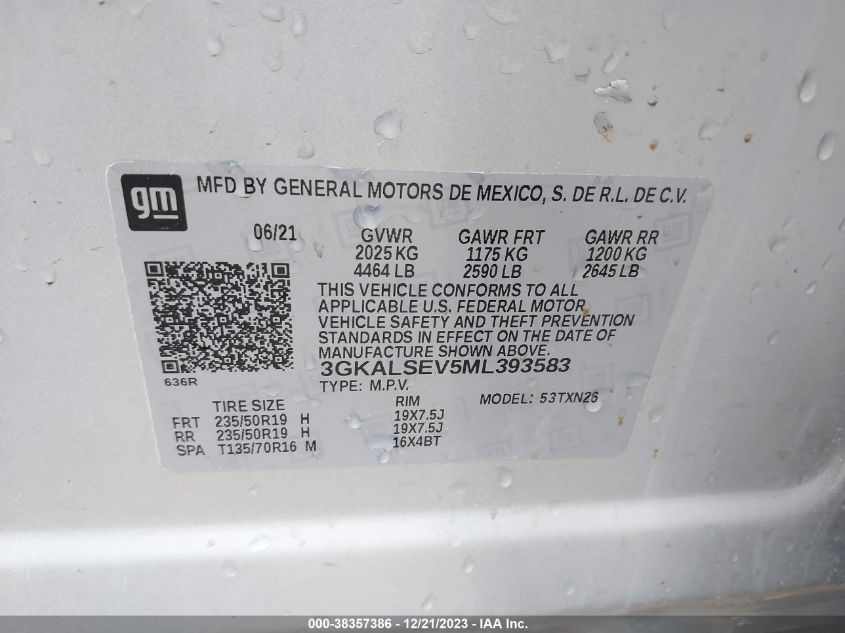 gm MFD BY GENERAL MOTORS DE MEXICO, S. DE R.L. DE C.V.
06/21 GVWR GAWR FRT GAWR RR
2025 KG 1175 KG 1200 KG
4464 LB 2590 LB 2645 LB
THIS VEHICLE CONFORMS TO ALL
APPLICABLE U.S. FEDERAL MOTOR
VEHICLE SAFETY AND THEFT PREVENTION
STANDARDS IN EFFECT ON THE DATE OF
MANUFACTURE SHOWN ABOVE.
3GKALSEV5ML393583
636R TYPE: M.P.V. MODEL: 53TXN26
TIRE SIZE RIM
FRT 235/50R19 H 19X7.5J
RR 235/50R19 H 19X7.5J
SPA T135/70R16 M 16X4BT
000-38357386 - 12/21/2023 - IAA Inc.